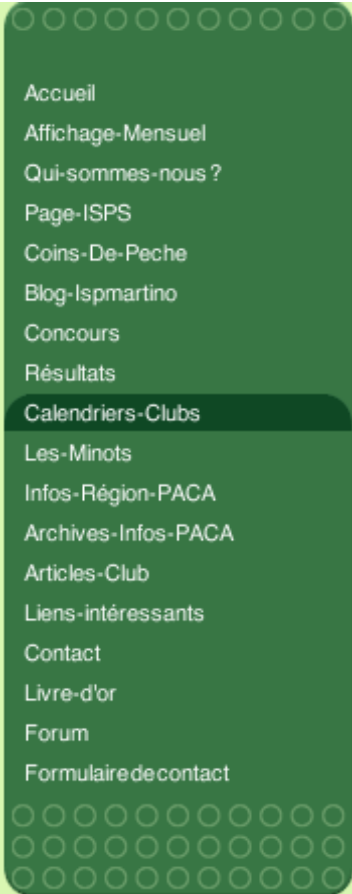 Accueil
Affichage-Mensuel
Qui-sommes-nous?
Page-ISPS
Coins-De-Peche
Blog-Ispmartino
Concours
Résultats
Calendriers-Clubs
Les-Minots
Infos-Région-PACA
Archives-Infos-PACA
Articles-Club
Liens-intéressants
Contact
Livre-d'or
Forum
Formulairedecontact